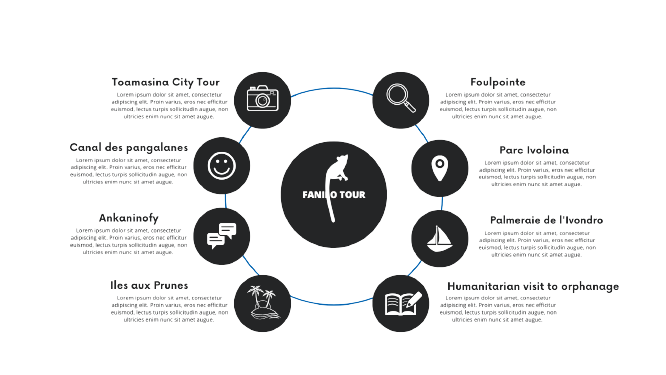 Toamasina City Tour
Lorem ipsum dolor sit amet, consectetur
adipiscing elit. Proin varius, eros nec efficitur
euismod, lectus turpis sollicitudin augue, non
ultricies enim nunc sit amet augue.
Foulpointe
Lorem ipsum dolor sit amet, consectetur
adipiscing elit. Proin varius, eros nec efficitur
euismod, lectus turpis sollicitudin augue, non
ultricies enim nunc sit amet augue.
Canal des pangalanes
Lorem ipsum dolor sit amet, consectetur
adipiscing elit. Proin varius, eros nec efficitur
euismod, lectus turpis sollicitudin augue, non
ultricies enim nunc sit amet augue.
Parc Ivoloina
Lorem ipsum dolor sit amet, consectetur
adipiscing elit. Proin varius, eros nec efficitur
euismod, lectus turpis sollicitudin augue, non
ultricies enim nunc sit amet augue.
TOUR
Ankaninofy
Lorem ipsum dolor sit amet, consectetur
adipiscing elit. Proin varius, eros nec efficitur
euismod, lectus turpis sollicitudin augue, non
ultricies enim nunc sit amet augue.
Palmeraie de l'Ivondro
Lorem ipsum dolor sit amet, consectetur
adipiscing elit. Proin varius, eros nec efficitur
euismod, lectus turpis sollicitudin augue, non
ultricies enim nunc sit amet augue.
Iles aux Prunes
Lorem ipsum dolor sit amet, consectetur
adipiscing elit. Proin varius, eros nec efficitur
euismod, lectus turpis sollicitudin augue, non
ultricies enim nunc sit amet augue.
Humanitarian visit to orphanage
Lorem ipsum dolor sit amet, consectetur
adipiscing elit. Proin varius, eros nec efficitur
euismod, lectus turpis sollicitudin augue, non
ultricies enim nunc sit amet augue.